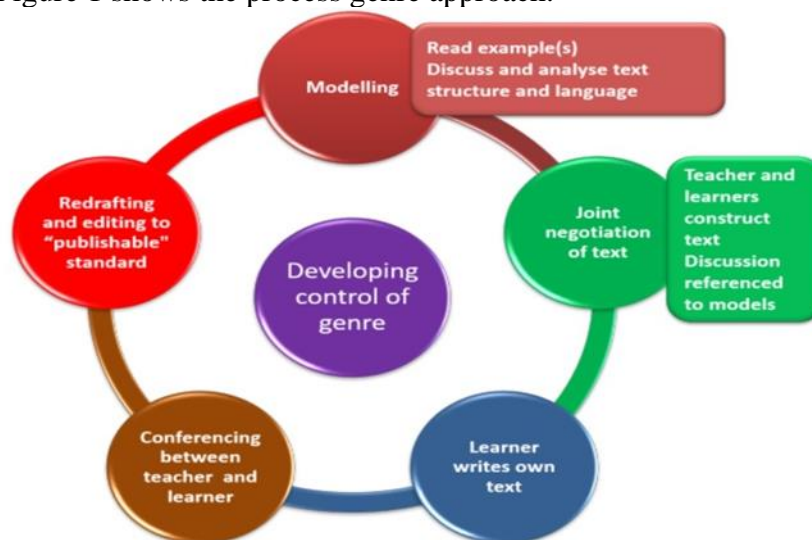 Figure 1 shows the process genre approach.
Modelling
Read example(s)
Discuss and analyse text
structure and language
Joint
negotiation
of text
Teacher and
learners
construct
text
Discussion
referenced
to models
Learner
writes own
text
Conferencing
between
teacher and
learner
Redrafting
and editing to
“publishable"
standard
Developing
control of
genre